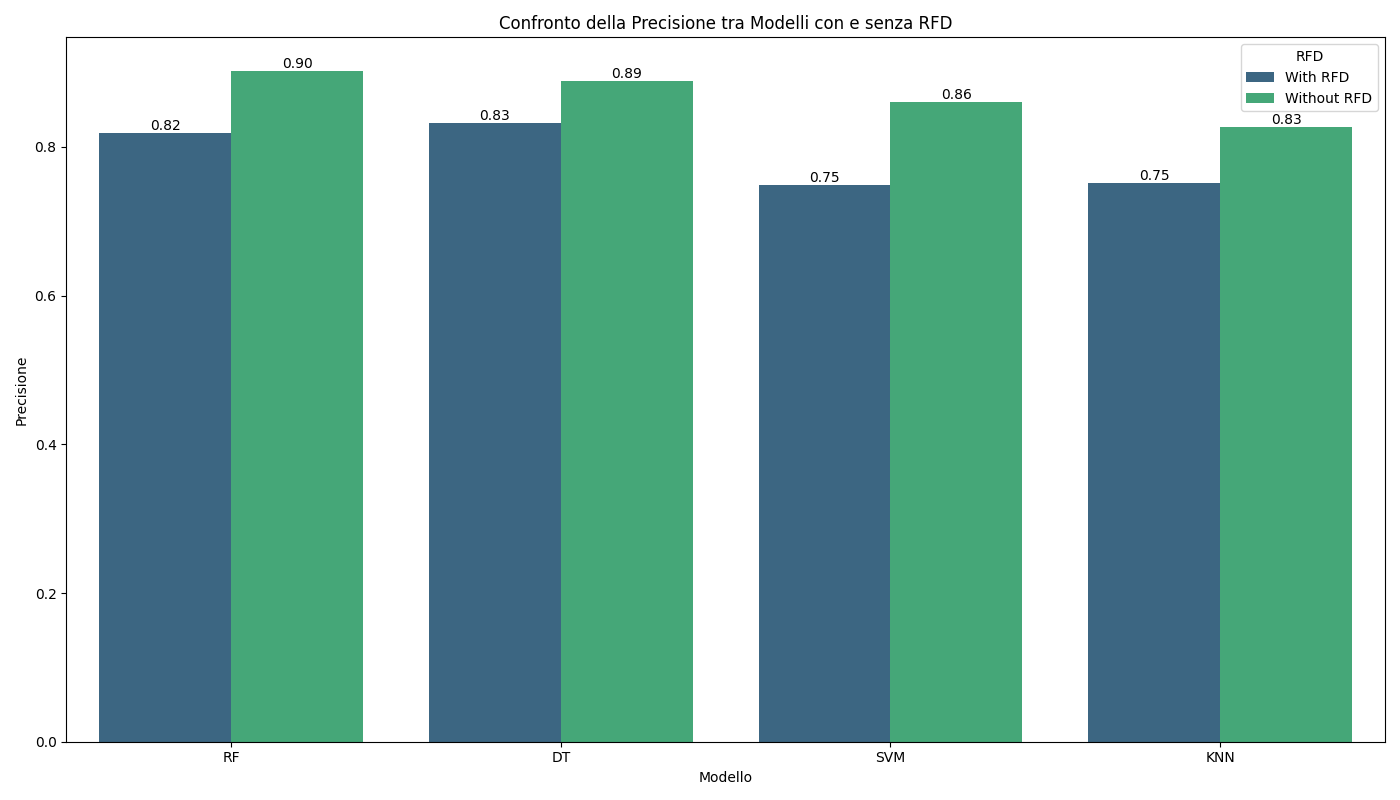 Confronto della Precisione tra Modelli con e senza RFD
RFD
With RFD
Without RFD
0.82
0.90
0.83
0.89
0.75
0.86
0.75
0.83
Precisione
0.8
0.6
0.4
0.2
0.0
RF
DT
SVM
KNN
Modello